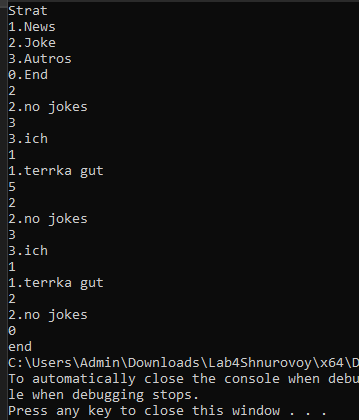 Strat
1.News
2.Joke
3.Autros
0.End
2
2.no jokes
3
3.ich
1
1.terrka gut
5
2
2.no jokes
3
3.ich
1
1.terrka gut
2
2.no jokes
0
end
C:\Users\Admin\Downloads\Lab4Shnurovoy\x64\D
To automatically close the console when debu
le when debugging stops.
Press any key to close this window . . .